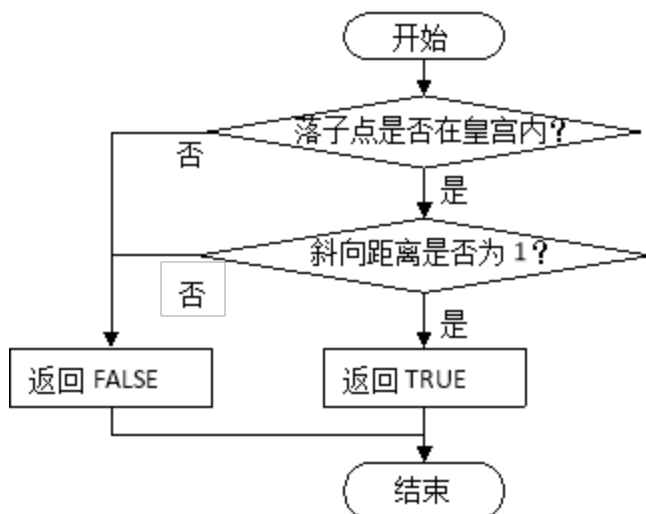 开始
落子点是否在皇宫内？
否
是
斜向距离是否为 1？
否
是
返回 FALSE
返回 TRUE
结束